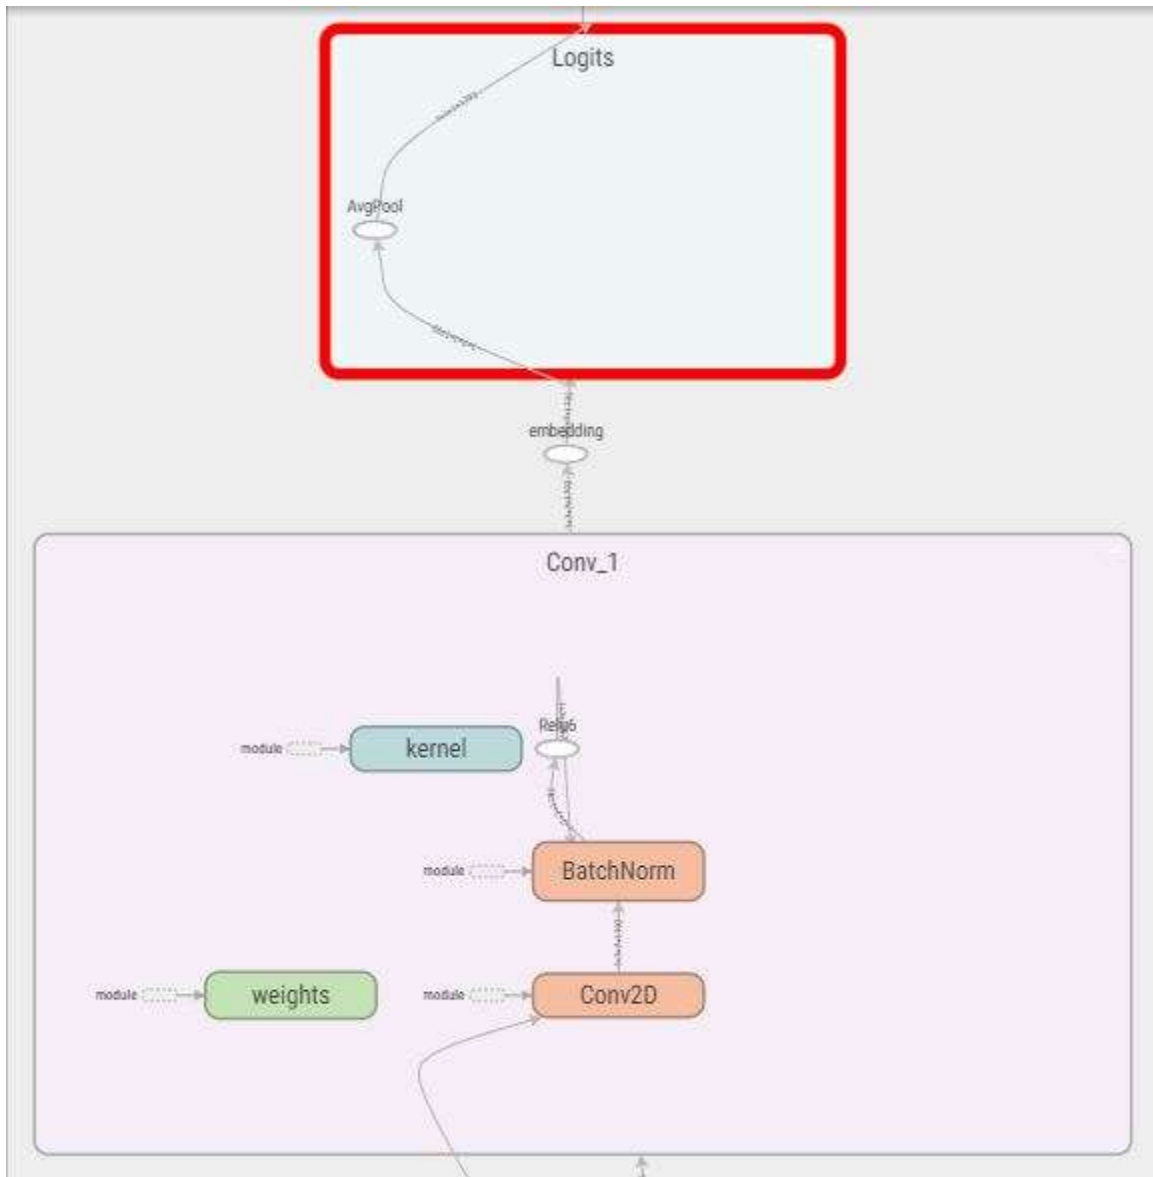 Logits
AvgPool
embedding
Conv_1
Relu6
module
kernel
module
BatchNorm
module
weights
module
Conv2D